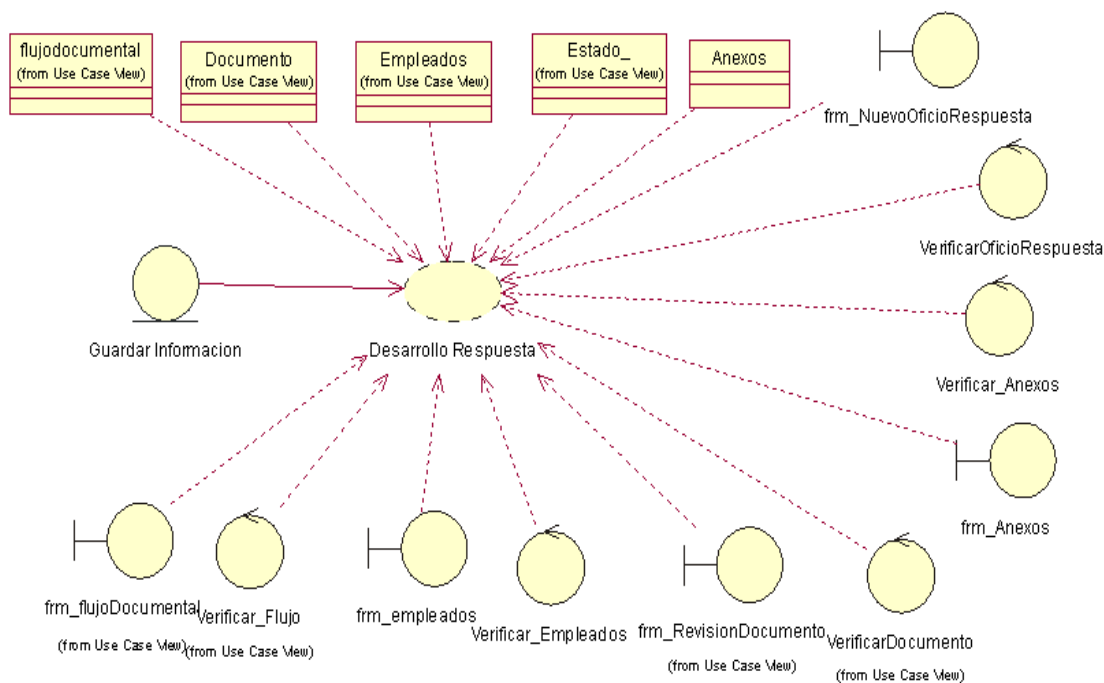 flujodocumental
(from Use Case View)
Documento
(from Use Case View)
Empleados
(from Use Case View)
Estado_
(from Use Case View)
Anexos
frm_NuevoOficioRespuesta
VerificarOficioRespuesta
Guardar Informacion
Desarrollo Respuesta
Verificar_Anexos
frm_Anexos
frm_flujoDocumental
(from Use Case View)
Verificar_Flujo
(from Use Case View)
frm_empleados
Verificar_Empleados
frm_RevisionDocumento
(from Use Case View)
VerificarDocumento
(from Use Case View)